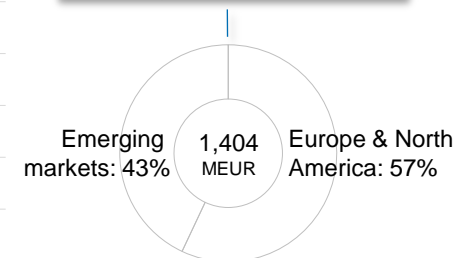 Emerging
markets: 43%
1,404
MEUR
Europe & North
America: 57%